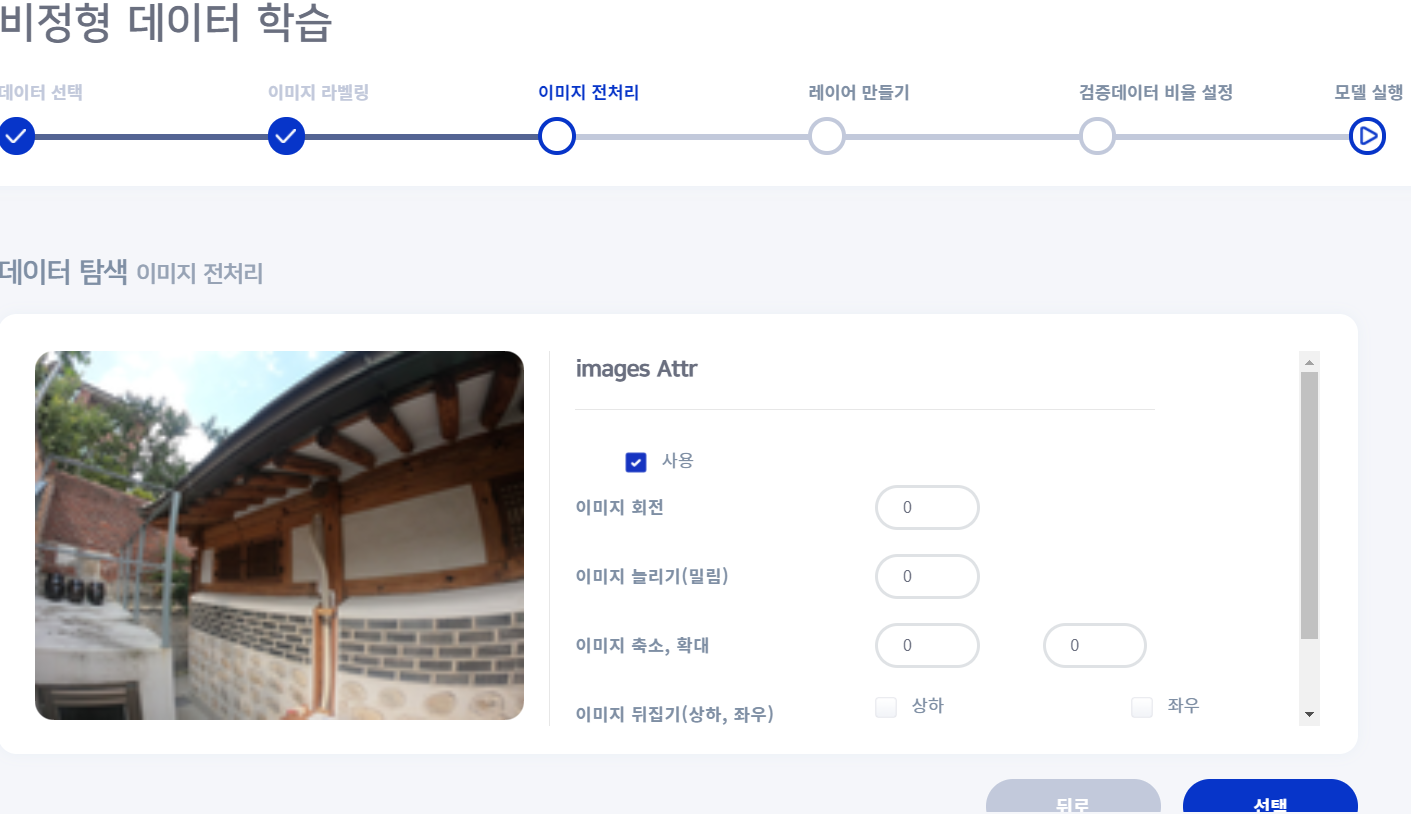 비정형 데이터 학습
데이터 선택
이미지 라벨링
이미지 전처리
레이어 만들기
검증데이터 비율 설정
모델 실행
데이터 탐색 이미지 전처리
images Attr
사용
이미지 회전 0
이미지 늘리기(밀림) 0
이미지 축소, 확대 0 0
이미지 뒤집기(상하, 좌우) 상하 좌우
뒤로 선택